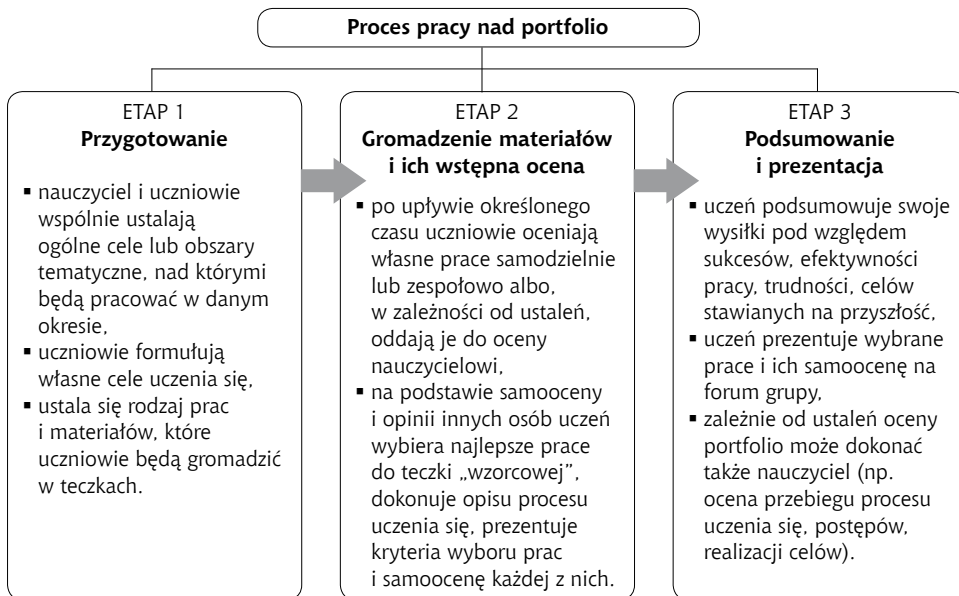 Proces pracy nad portfolio
ETAP 1
Przygotowanie
▪ nauczyciel i uczniowie
wspólnie ustalają
ogólne cele lub obszary
tematyczne, nad którymi
będą pracować w danym
okresie,
▪ uczniowie formułują
własne cele uczenia się,
▪ ustala się rodzaj prac
i materiałów, które
uczniowie będą gromadzić
w teczkach.
ETAP 2
Gromadzenie materiałów
i ich wstępna ocena
▪ po upływie określonego
czasu uczniowie oceniają
własne prace samodzielnie
lub zespołowo albo,
w zależności od ustaleń,
oddają je do oceny
nauczycielowi,
▪ na podstawie samooceny
i opinii innych osób uczeń
wybiera najlepsze prace
do teczki „wzorcowej”,
dokonuje opisu procesu
uczenia się, prezentuje
kryteria wyboru prac
i samoocenę każdej z nich.
ETAP 3
Podsumowanie
i prezentacja
▪ uczeń podsumowuje swoje
wysiłki pod względem
sukcesów, efektywności
pracy, trudności, celów
stawianych na przyszłość,
▪ uczeń prezentuje wybrane
prace i ich samoocenę na
forum grupy,
▪ zależnie od ustaleń oceny
portfolio może dokonać
także nauczyciel (np.
ocena przebiegu procesu
uczenia się, postępów,
realizacji celów).